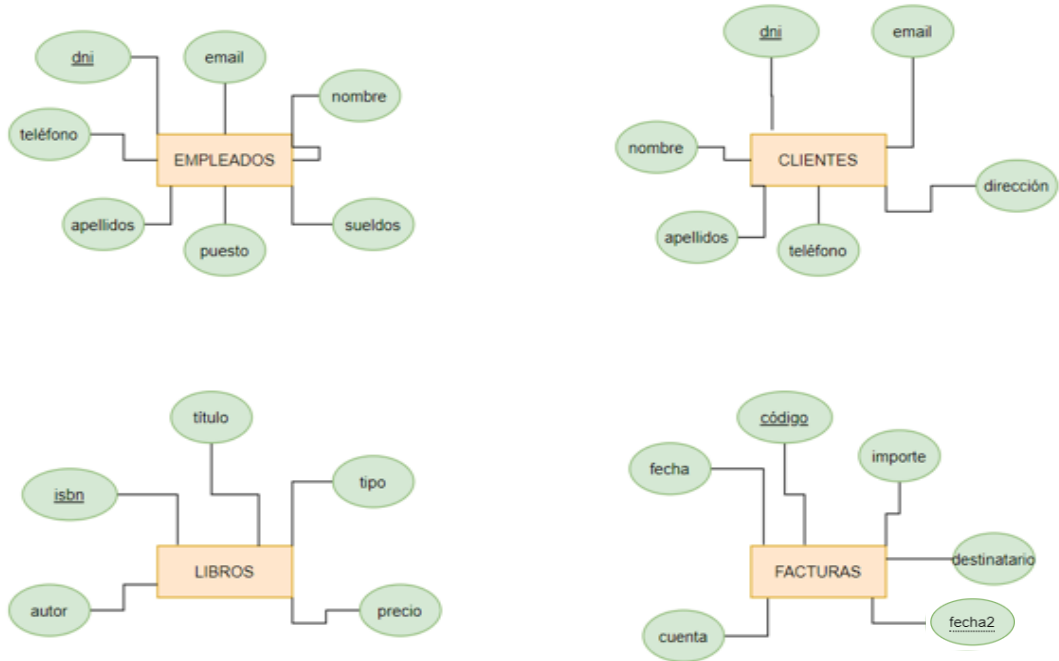 dni
email
nombre
teléfono
EMPLEADOS
apellidos
puesto
sueldos
dni
email
nombre
CLIENTES
dirección
apellidos
teléfono
título
isbn
tipo
LIBROS
autor
precio
código
fecha
importe
FACTURAS
destinatario
cuenta
fecha2